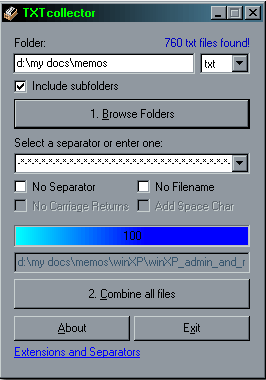 TXTcollector
Folder: 760 txt files found!
d:\my docs\memos txt
Include subfolders
1. Browse Folders
Select a separator or enter one:
No Separator No Filename
No Carriage Returns Add Space Char
100
d:\my docs\memos\winXP\winXP_admin_and_r
2. Combine all files
About Exit
Extensions and Separators